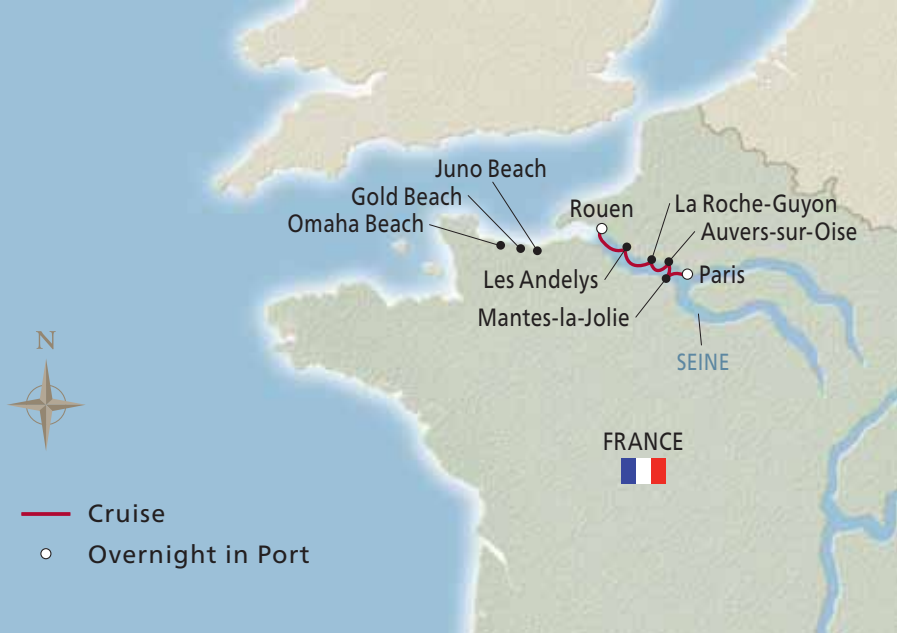 Juno Beach
Gold Beach
Omaha Beach
Rouen
La Roche-Guyon
Auvers-sur-Oise
Les Andelys
Paris
Mantes-la-Jolie
SEINE
N
FRANCE
Cruise
Overnight in Port